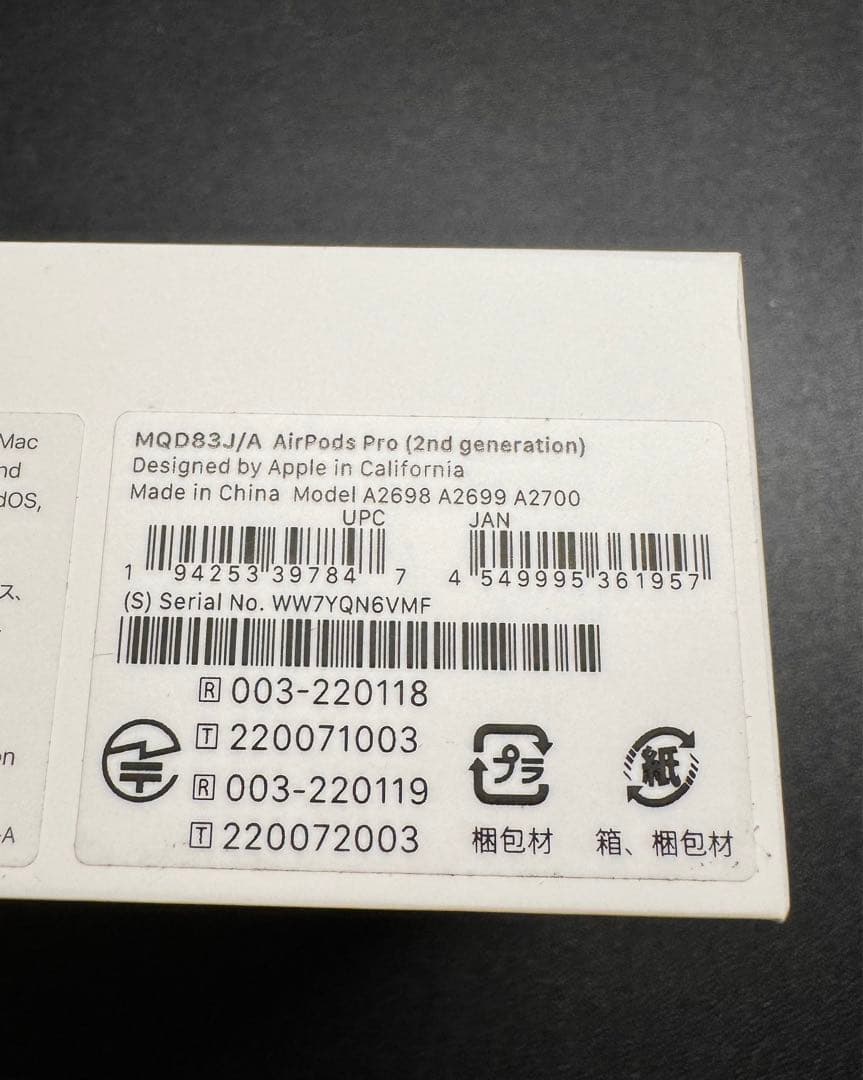 Mac
nd
dOS,
ス、
on
-A
MQD83J/A AirPods Pro (2nd generation)
Designed by Apple in California
Made in China Model A2698 A2699 A2700
UPC JAN
1 94253 39784 7 4 549995 361957
(S) Serial No. WW7YQN6VMF
R 003-220118
T 220071003
R 003-220119
T 220072003
プラ
紙
梱包材 箱、梱包材